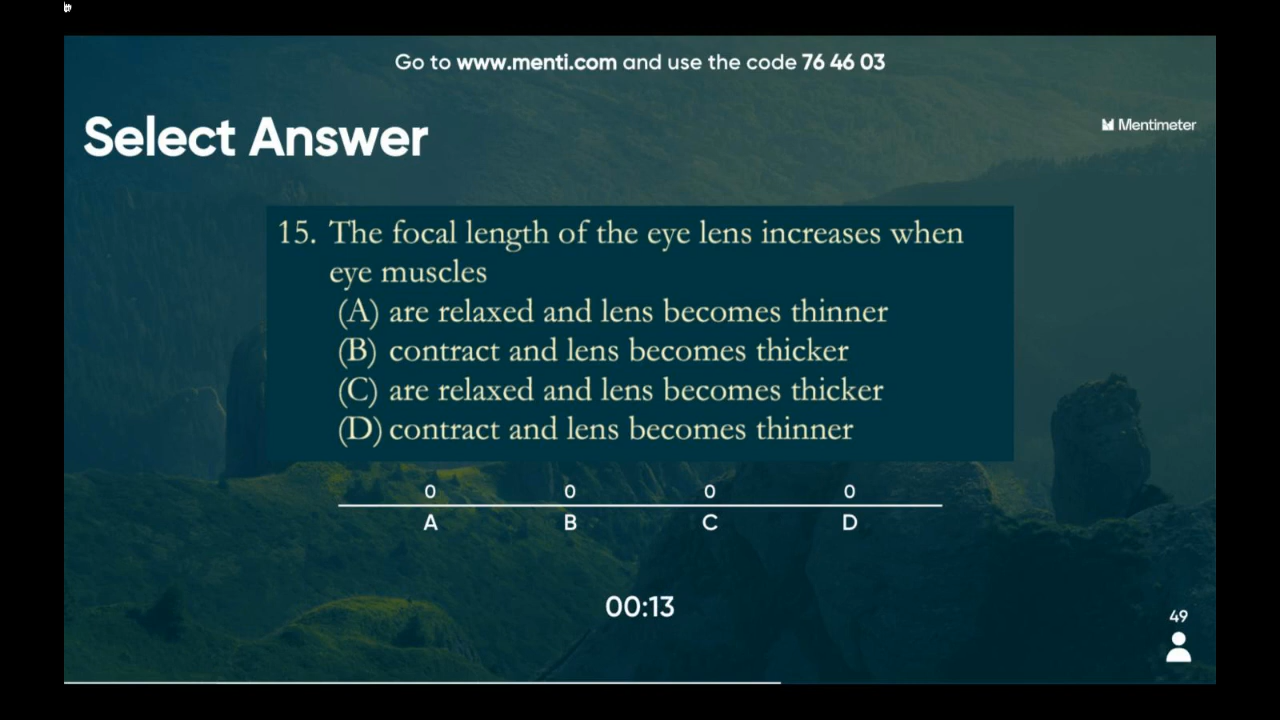 Go to www.menti.com and use the code 76 46 03
Select Answer
Mentimeter
15. The focal length of the eye lens increases when
eye muscles
(A) are relaxed and lens becomes thinner
(B) contract and lens becomes thicker
(C) are relaxed and lens becomes thicker
(D) contract and lens becomes thinner
0 0 0 0
A B C D
00:13
49